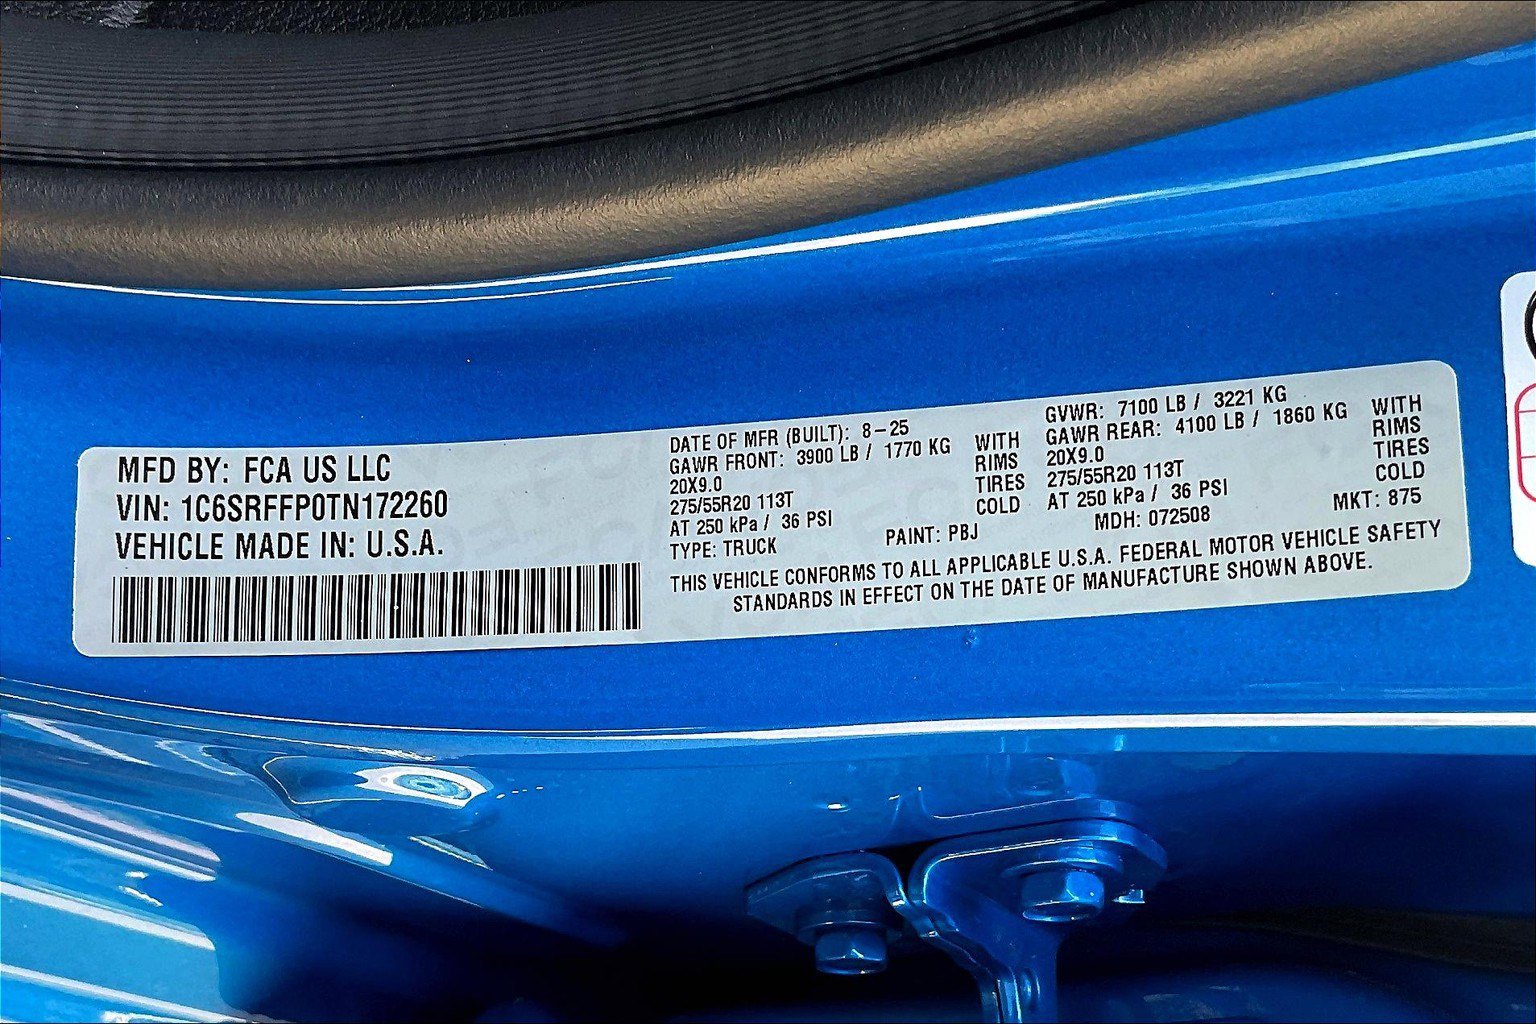 MFD BY: FCA US LLC
VIN: 1C6SRFFP0TN172260
VEHICLE MADE IN: U.S.A.
DATE OF MFR (BUILT): 8-25
GAWR FRONT: 3900 LB / 1770 KG WITH
20X9.0 RIMS
275/55R20 113T TIRES
AT 250 kPa / 36 PSI COLD
TYPE: TRUCK PAINT: PBJ
GVWR: 7100 LB / 3221 KG
GAWR REAR: 4100 LB / 1860 KG WITH
20X9.0 RIMS
275/55R20 113T TIRES
AT 250 kPa / 36 PSI COLD
MDH: 072508 MKT: 875
THIS VEHICLE CONFORMS TO ALL APPLICABLE U.S.A. FEDERAL MOTOR VEHICLE SAFETY
STANDARDS IN EFFECT ON THE DATE OF MANUFACTURE SHOWN ABOVE.